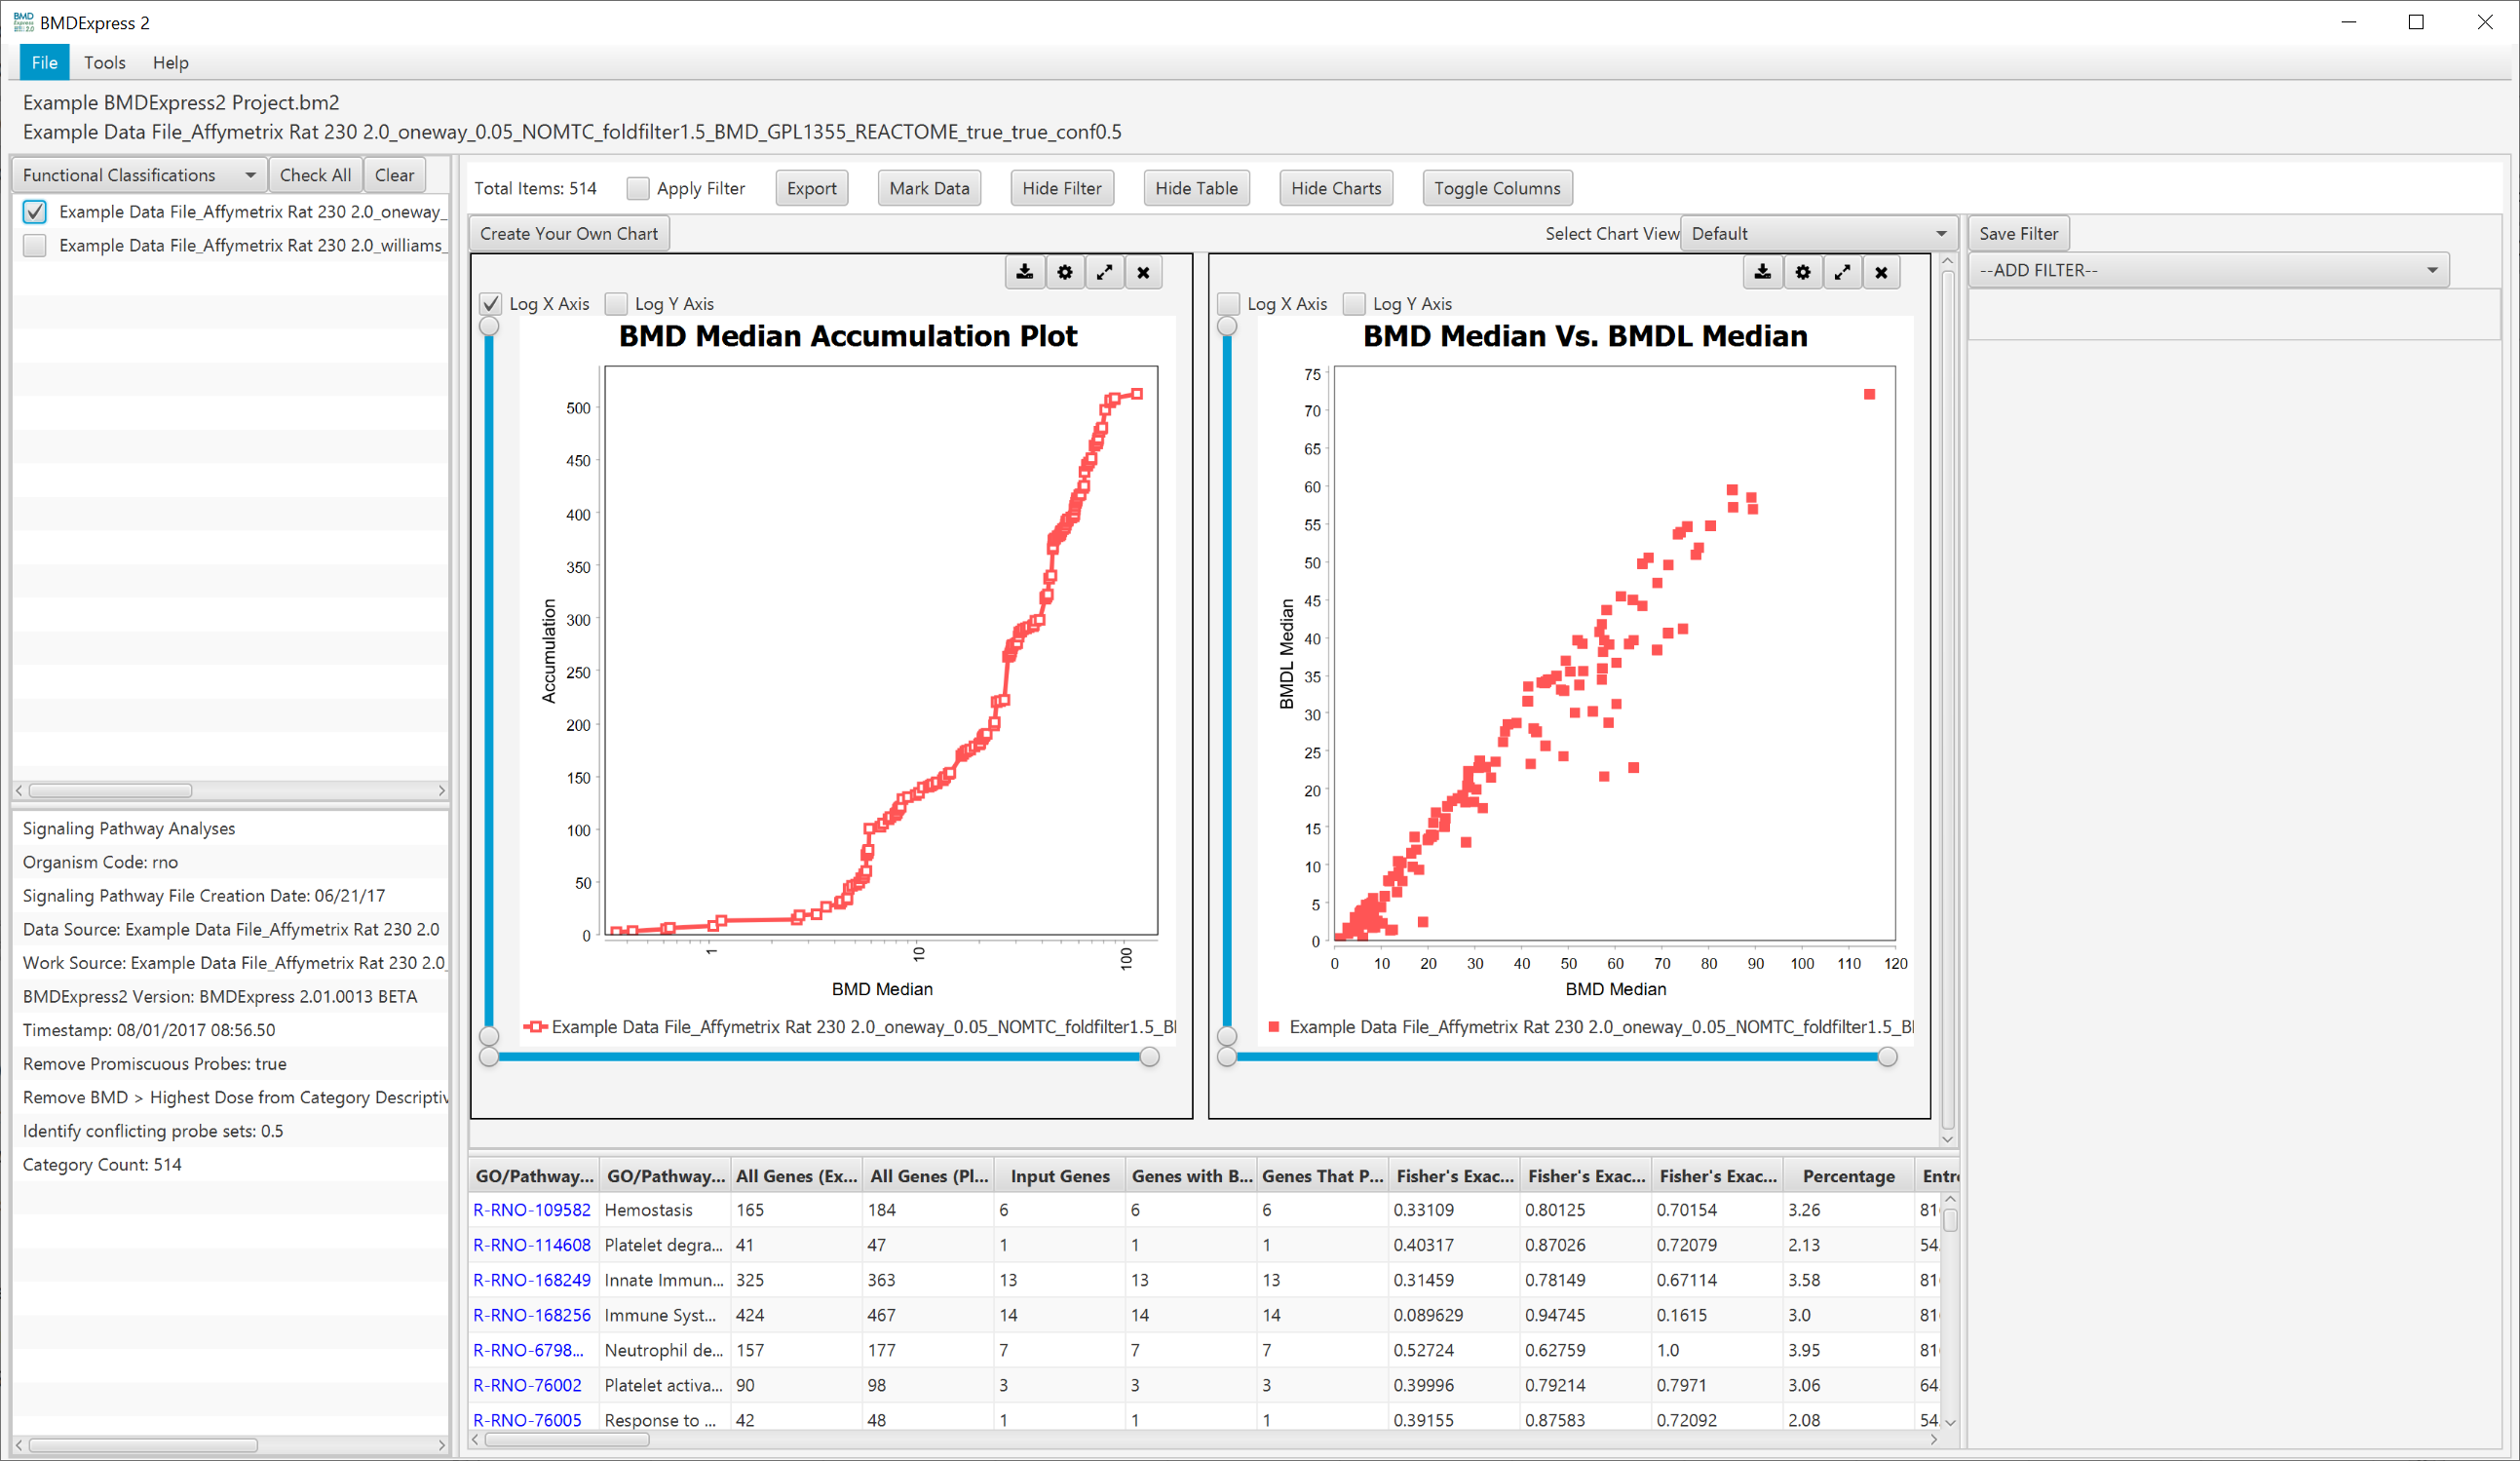 BMDExpress 2
File Tools Help
Example BMDExpress2 Project.bm2
Example Data File_Affymetrix Rat 230 2.0_oneway_0.05_NOMTC_foldfilter1.5_BMD_GPL1355_REACTOME_true_true_conf0.5
Functional Classifications Check All Clear
Example Data File_Affymetrix Rat 230 2.0_oneway_
Example Data File_Affymetrix Rat 230 2.0_williams_
Signaling Pathway Analyses
Organism Code: rno
Signaling Pathway File Creation Date: 06/21/17
Data Source: Example Data File_Affymetrix Rat 230 2.0
Work Source: Example Data File_Affymetrix Rat 230 2.0_
BMDExpress2 Version: BMDExpress 2.01.0013 BETA
Timestamp: 08/01/2017 08:56.50
Remove Promiscuous Probes: true
Remove BMD > Highest Dose from Category Descriptiv
Identify conflicting probe sets: 0.5
Category Count: 514
Total Items: 514 Apply Filter Export Mark Data Hide Filter Hide Table Hide Charts Toggle Columns
Create Your Own Chart Select Chart View Default
Log X Axis Log Y Axis
BMD Median Accumulation Plot
500
450
400
350
300
250
200
150
100
50
0
Accumulation
1 10 100
BMD Median
Example Data File_Affymetrix Rat 230 2.0_oneway_0.05_NOMTC_foldfilter1.5_BI
Log X Axis Log Y Axis
BMD Median Vs. BMDL Median
75
70
65
60
55
50
45
40
35
30
25
20
15
10
5
0
BMDL Median
0 10 20 30 40 50 60 70 80 90 100 110 120
BMD Median
Example Data File_Affymetrix Rat 230 2.0_oneway_0.05_NOMTC_foldfilter1.5_BI
Save Filter
--ADD FILTER--
GO/Pathway... GO/Pathway... All Genes (Ex... All Genes (Pl... Input Genes Genes with B... Genes That P... Fisher's Exac... Fisher's Exac... Fisher's Exac... Percentage Entr
R-RNO-109582 Hemostasis 165 184 6 6 6 0.33109 0.80125 0.70154 3.26 81
R-RNO-114608 Platelet degra... 41 47 1 1 1 0.40317 0.87026 0.72079 2.13 54
R-RNO-168249 Innate Immun... 325 363 13 13 13 0.31459 0.78149 0.67114 3.58 81
R-RNO-168256 Immune Syst... 424 467 14 14 14 0.089629 0.94745 0.1615 3.0 81
R-RNO-6798... Neutrophil de... 157 177 7 7 7 0.52724 0.62759 1.0 3.95 81
R-RNO-76002 Platelet activa... 90 98 3 3 3 0.39996 0.79214 0.7971 3.06 64
R-RNO-76005 Response to ... 42 48 1 1 1 0.39155 0.87583 0.72092 2.08 54